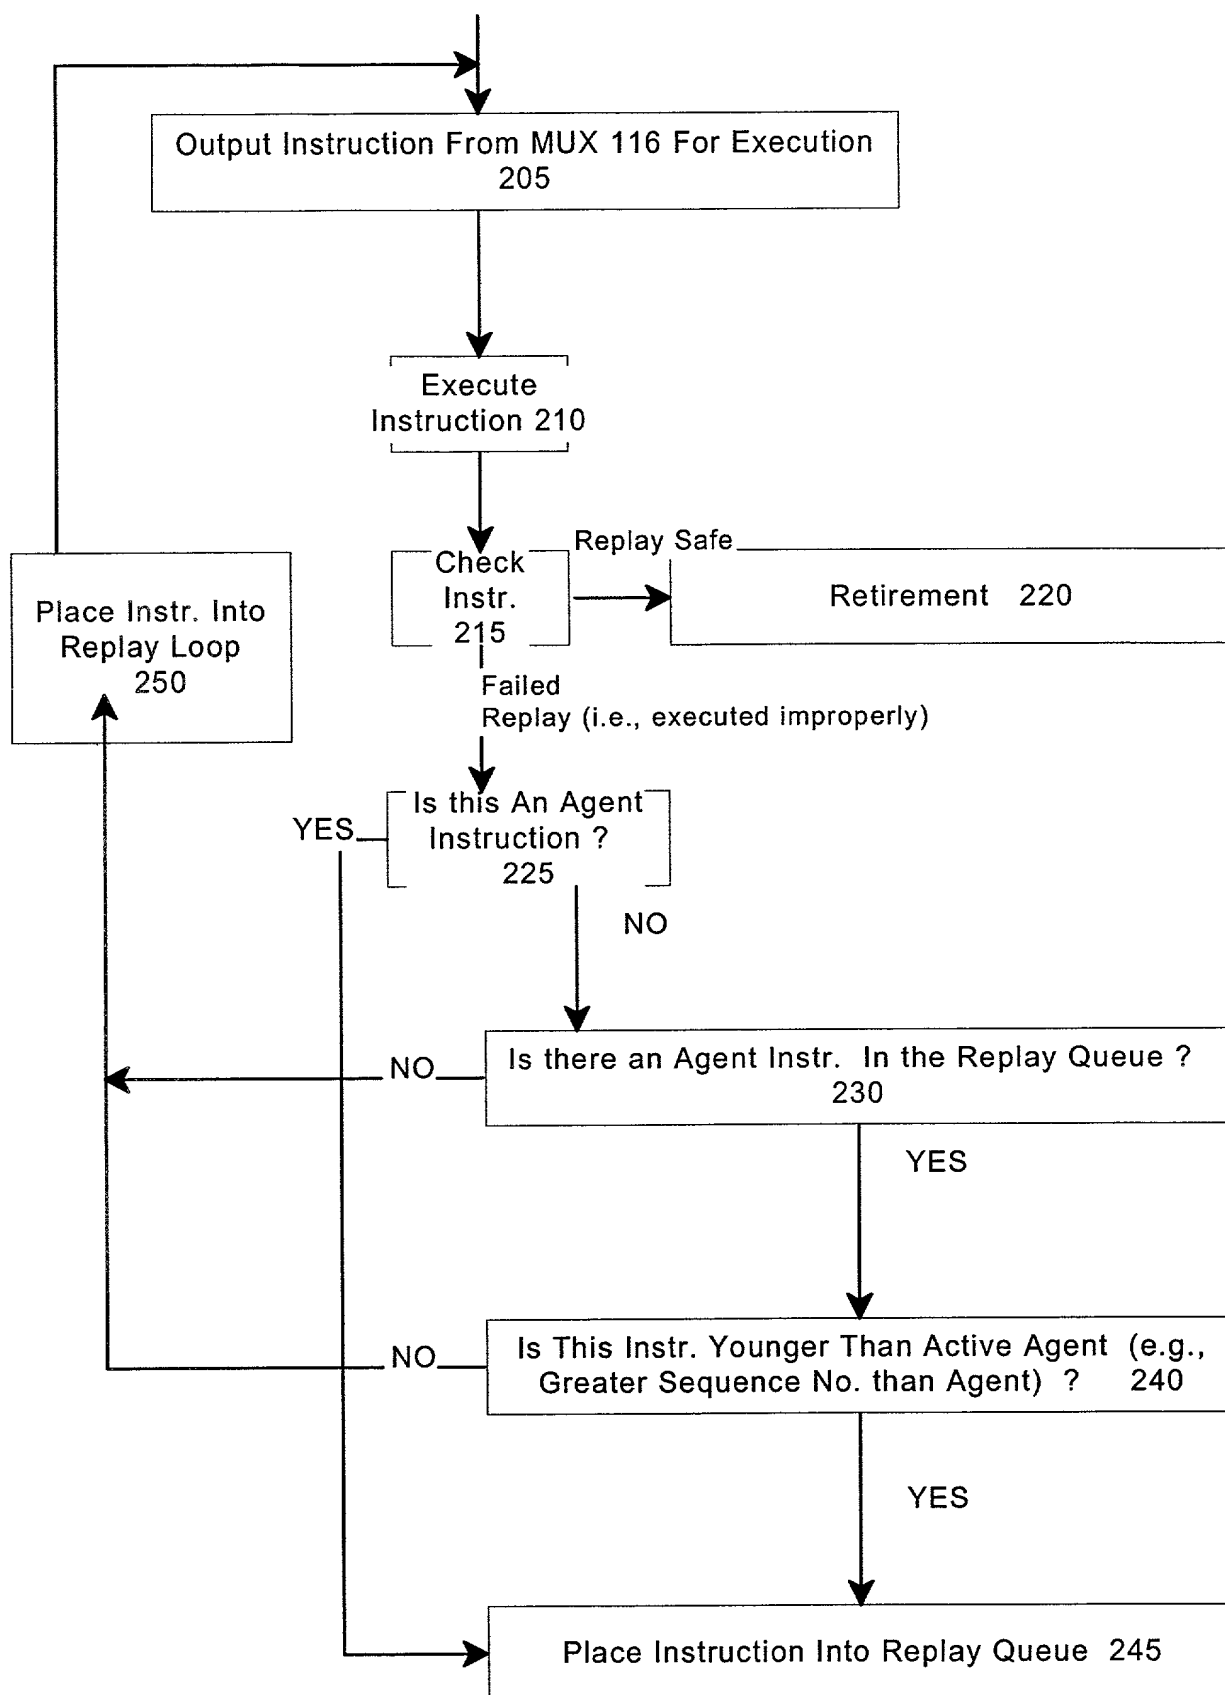 Output Instruction From MUX 116 For Execution
205
Execute
Instruction 210
Replay Safe
Check
Instr.
215
Retirement 220
Place Instr. Into
Replay Loop
250
Failed
Replay (i.e., executed improperly)
Is this An Agent
Instruction ?
225
YES
NO
Is there an Agent Instr. In the Replay Queue ?
230
NO
YES
Is This Instr. Younger Than Active Agent (e.g.,
Greater Sequence No. than Agent) ? 240
NO
YES
Place Instruction Into Replay Queue 245